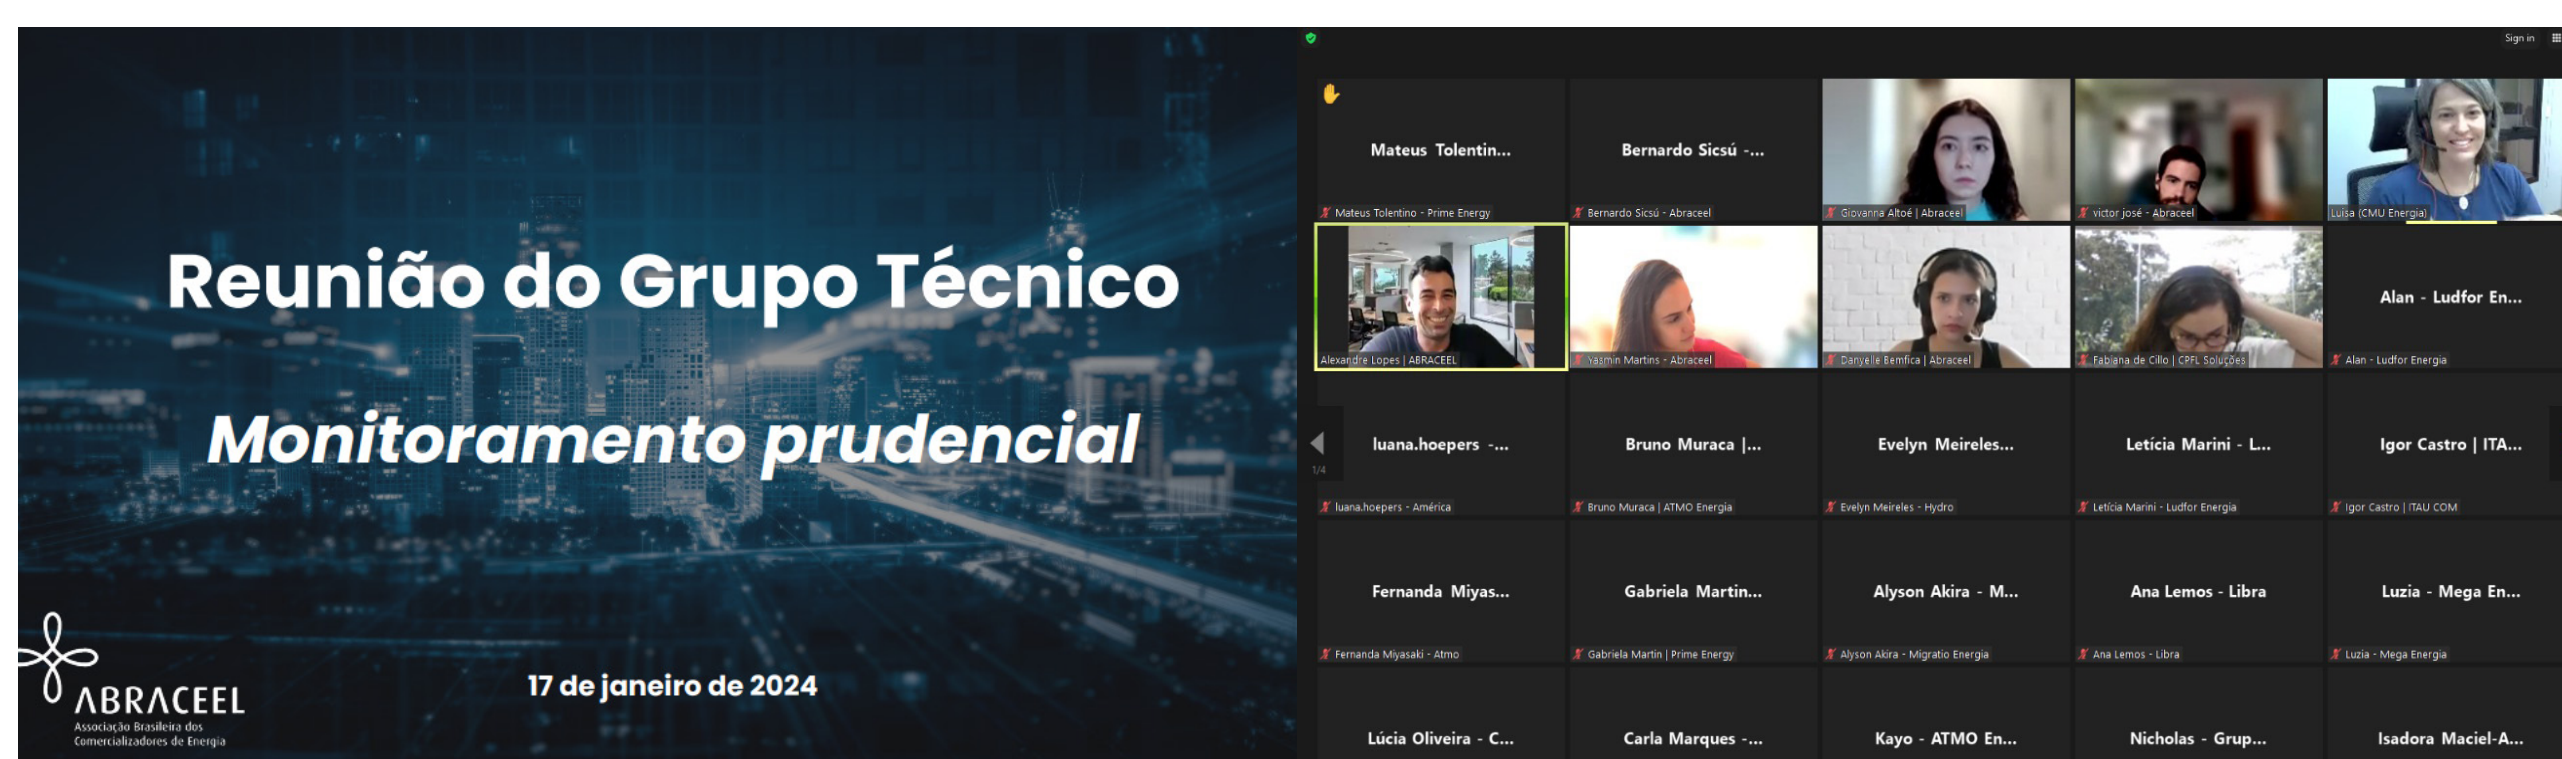 Reunião do Grupo Técnico
Monitoramento prudencial
17 de janeiro de 2024
ABRACEEL
Associação Brasileira dos
Comercializadores de Energia
Sign in
Mateus Tolentin...
Mateus Tolentino - Prime Energy
Bernardo Sicsú -...
Bernardo Sicsú - Abraceel
Giovanna Altoé | Abraceel
victor josé - Abraceel
Luísa (CMU Energia)
Alexandre Lopes | ABRACEEL
Yasmin Martins - Abraceel
Danyelle Bemfica | Abraceel
Fabiana de Cillo | CPFL Soluções
Alan - Ludfor En...
Alan - Ludfor Energia
1/4
luana.hoepers -...
luana.hoepers - América
Bruno Muraca |...
Bruno Muraca | ATMO Energia
Evelyn Meireles...
Evelyn Meireles - Hydro
Letícia Marini - L...
Letícia Marini - Ludfor Energia
Igor Castro | ITA...
Igor Castro | ITAU COM
Fernanda Miyas...
Fernanda Miyasaki - Atmo
Gabriela Martin...
Gabriela Martin | Prime Energy
Alyson Akira - M...
Alyson Akira - Migratio Energia
Ana Lemos - Libra
Ana Lemos - Libra
Luzia - Mega En...
Luzia - Mega Energia
Lúcia Oliveira - C...
Carla Marques -...
Kayo - ATMO En...
Nicholas - Grup...
Isadora Maciel-A...